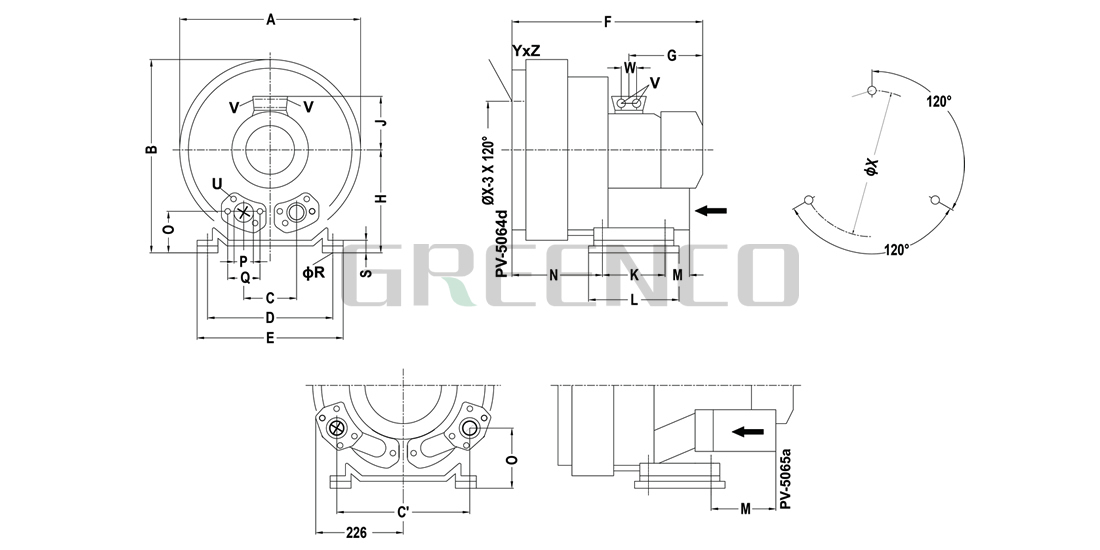 A
F
YxZ
G
W
V
V
V
B
J
120°
ØX-3 X 120°
ϕX
U
H
O
PV-5064d
120°
GREENCO
P
ϕR
S
Q
N
K
M
C
L
D
E
O
C'
M
PV-5065a
226